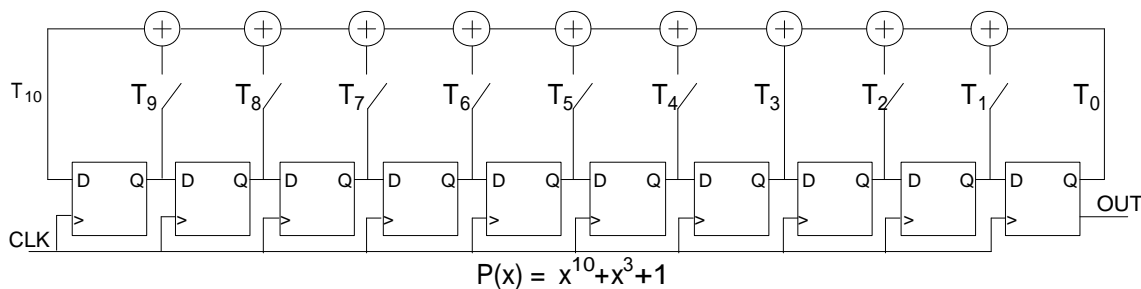 T₁₀ T₉ T₈ T₇ T₆ T₅ T₄ T₃ T₂ T₁ T₀
D Q D Q D Q D Q D Q D Q D Q D Q D Q D Q
> > > > > > > > > >
OUT
CLK
P(x) = x¹⁰+x³+1